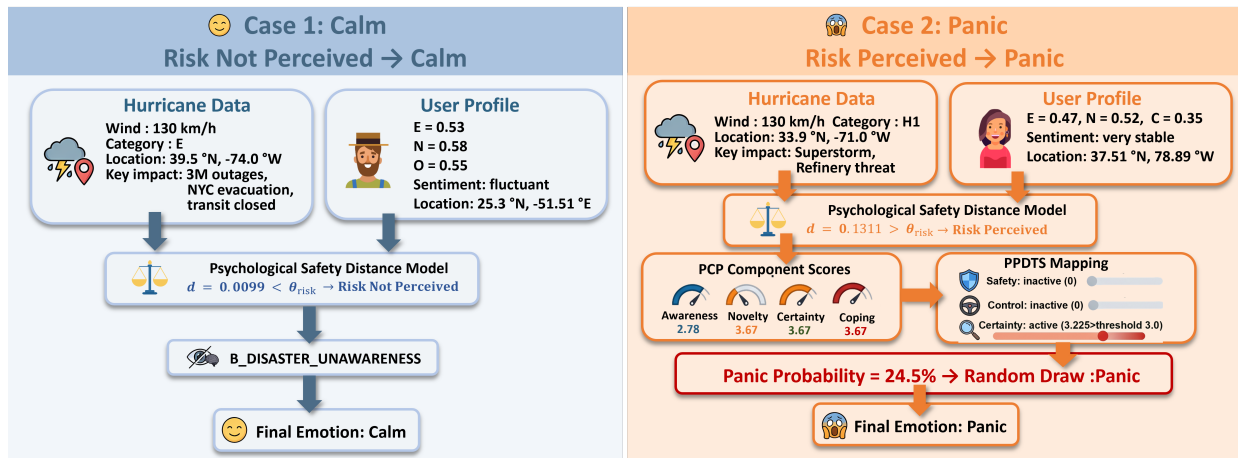 Case 1: Calm
Risk Not Perceived → Calm
Hurricane Data
Wind : 130 km/h
Category : E
Location: 39.5 °N, -74.0 °W
Key impact: 3M outages,
NYC evacuation,
transit closed
User Profile
E = 0.53
N = 0.58
O = 0.55
Sentiment: fluctuant
Location: 25.3 °N, -51.51 °E
Psychological Safety Distance Model
d = 0.0099 < θrisk → Risk Not Perceived
B_DISASTER_UNAWARENESS
Final Emotion: Calm
Case 2: Panic
Risk Perceived → Panic
Hurricane Data
Wind : 130 km/h Category : H1
Location: 33.9 °N, -71.0 °W
Key impact: Superstorm,
Refinery threat
User Profile
E = 0.47, N = 0.52, C = 0.35
Sentiment: very stable
Location: 37.51 °N, 78.89 °W
Psychological Safety Distance Model
d = 0.1311 > θrisk → Risk Perceived
PCP Component Scores
Awareness Novelty Certainty Coping
2.78 3.67 3.67 3.67
PPDTS Mapping
Safety: inactive (0)
Control: inactive (0)
Certainty: active (3.225>threshold 3.0)
Panic Probability = 24.5% → Random Draw :Panic
Final Emotion: Panic